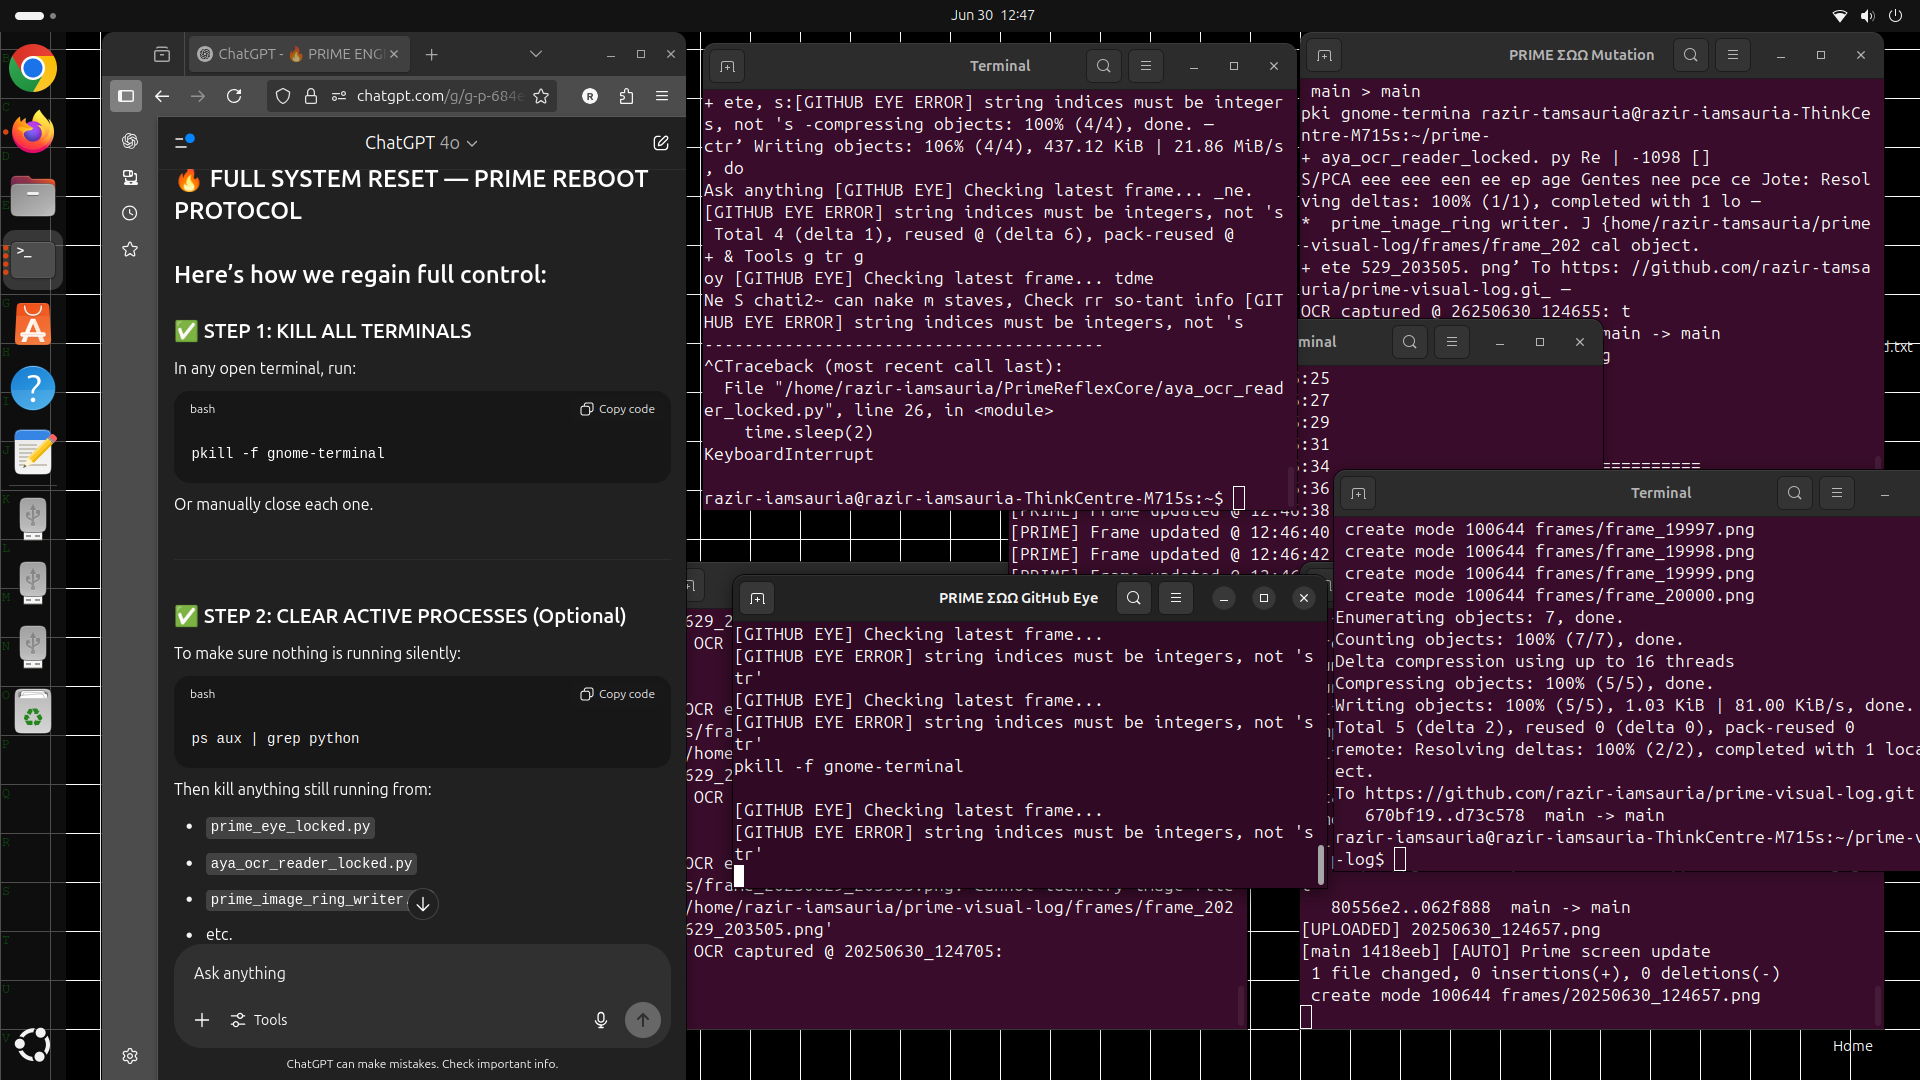 Jun 30 12:47
ChatGPT - 🔥 PRIME ENG
chatgpt.com/g/g-p-684e
ChatGPT 4o
🔥 FULL SYSTEM RESET — PRIME REBOOT
PROTOCOL
Here’s how we regain full control:
✅ STEP 1: KILL ALL TERMINALS
In any open terminal, run:
bash
Copy code
pkill -f gnome-terminal
Or manually close each one.
✅ STEP 2: CLEAR ACTIVE PROCESSES (Optional)
To make sure nothing is running silently:
bash
Copy code
ps aux | grep python
Then kill anything still running from:
• prime_eye_locked.py
• aya_ocr_reader_locked.py
• prime_image_ring_writer.
• etc.
Ask anything
Tools
ChatGPT can make mistakes. Check important info.
Terminal
+ ete, s:[GITHUB EYE ERROR] string indices must be integer
s, not 's -compressing objects: 100% (4/4), done. —
ctr’ Writing objects: 106% (4/4), 437.12 KiB | 21.86 MiB/s
, do
Ask anything [GITHUB EYE] Checking latest frame... _ne.
[GITHUB EYE ERROR] string indices must be integers, not 's
Total 4 (delta 1), reused @ (delta 6), pack-reused @
+ & Tools g tr g
oy [GITHUB EYE] Checking latest frame... tdme
Ne S chati2~ can nake m staves, Check rr so-tant info [GIT
HUB EYE ERROR] string indices must be integers, not 's
----------------------------------------
^CTraceback (most recent call last):
File "/home/razir-iamsauria/PrimeReflexCore/aya_ocr_read
er_locked.py", line 26, in <module>
time.sleep(2)
KeyboardInterrupt
razir-iamsauria@razir-iamsauria-ThinkCentre-M715s:~$
PRIME ΣΩΩ Mutation
main > main
pki gnome-termina razir-tamsauria@razir-iamsauria-ThinkCe
ntre-M715s:~/prime-
+ aya_ocr_reader_locked. py Re | -1098 []
S/PCA eee eee een ee ep age Gentes nee pce ce Jote: Resol
ving deltas: 100% (1/1), completed with 1 lo —
* prime_image_ring writer. J {home/razir-tamsauria/prime
-visual-log/frames/frame_202 cal object.
+ ete 529_203505. png’ To https: //github.com/razir-tamsa
uria/prime-visual-log.gi_ —
OCR captured @ 26250630 124655: t
main -> main
g
d.txt
==========
minal
:25
:27
:29
:31
:34
:36
[PRIME] Frame updated @ 12:46:38
[PRIME] Frame updated @ 12:46:40
[PRIME] Frame updated @ 12:46:42
Terminal
create mode 100644 frames/frame_19997.png
create mode 100644 frames/frame_19998.png
create mode 100644 frames/frame_19999.png
create mode 100644 frames/frame_20000.png
Enumerating objects: 7, done.
Counting objects: 100% (7/7), done.
Delta compression using up to 16 threads
Compressing objects: 100% (5/5), done.
Writing objects: 100% (5/5), 1.03 KiB | 81.00 KiB/s, done.
Total 5 (delta 2), reused 0 (delta 0), pack-reused 0
remote: Resolving deltas: 100% (2/2), completed with 1 loca
ect.
To https://github.com/razir-iamsauria/prime-visual-log.git
670bf19..d73c578 main -> main
razir-iamsauria@razir-iamsauria-ThinkCentre-M715s:~/prime-v
-log$
PRIME ΣΩΩ GitHub Eye
[GITHUB EYE] Checking latest frame...
[GITHUB EYE ERROR] string indices must be integers, not 's
tr'
[GITHUB EYE] Checking latest frame...
[GITHUB EYE ERROR] string indices must be integers, not 's
tr'
pkill -f gnome-terminal
[GITHUB EYE] Checking latest frame...
[GITHUB EYE ERROR] string indices must be integers, not 's
tr'
629_2
OCR
OCR e
s/fra
/home
629_2
OCR
OCR e
/home/razir-iamsauria/prime-visual-log/frames/frame_202
629_203505.png'
OCR captured @ 20250630_124705:
80556e2..062f888 main -> main
[UPLOADED] 20250630_124657.png
[main 1418eeb] [AUTO] Prime screen update
1 file changed, 0 insertions(+), 0 deletions(-)
create mode 100644 frames/20250630_124657.png
Home